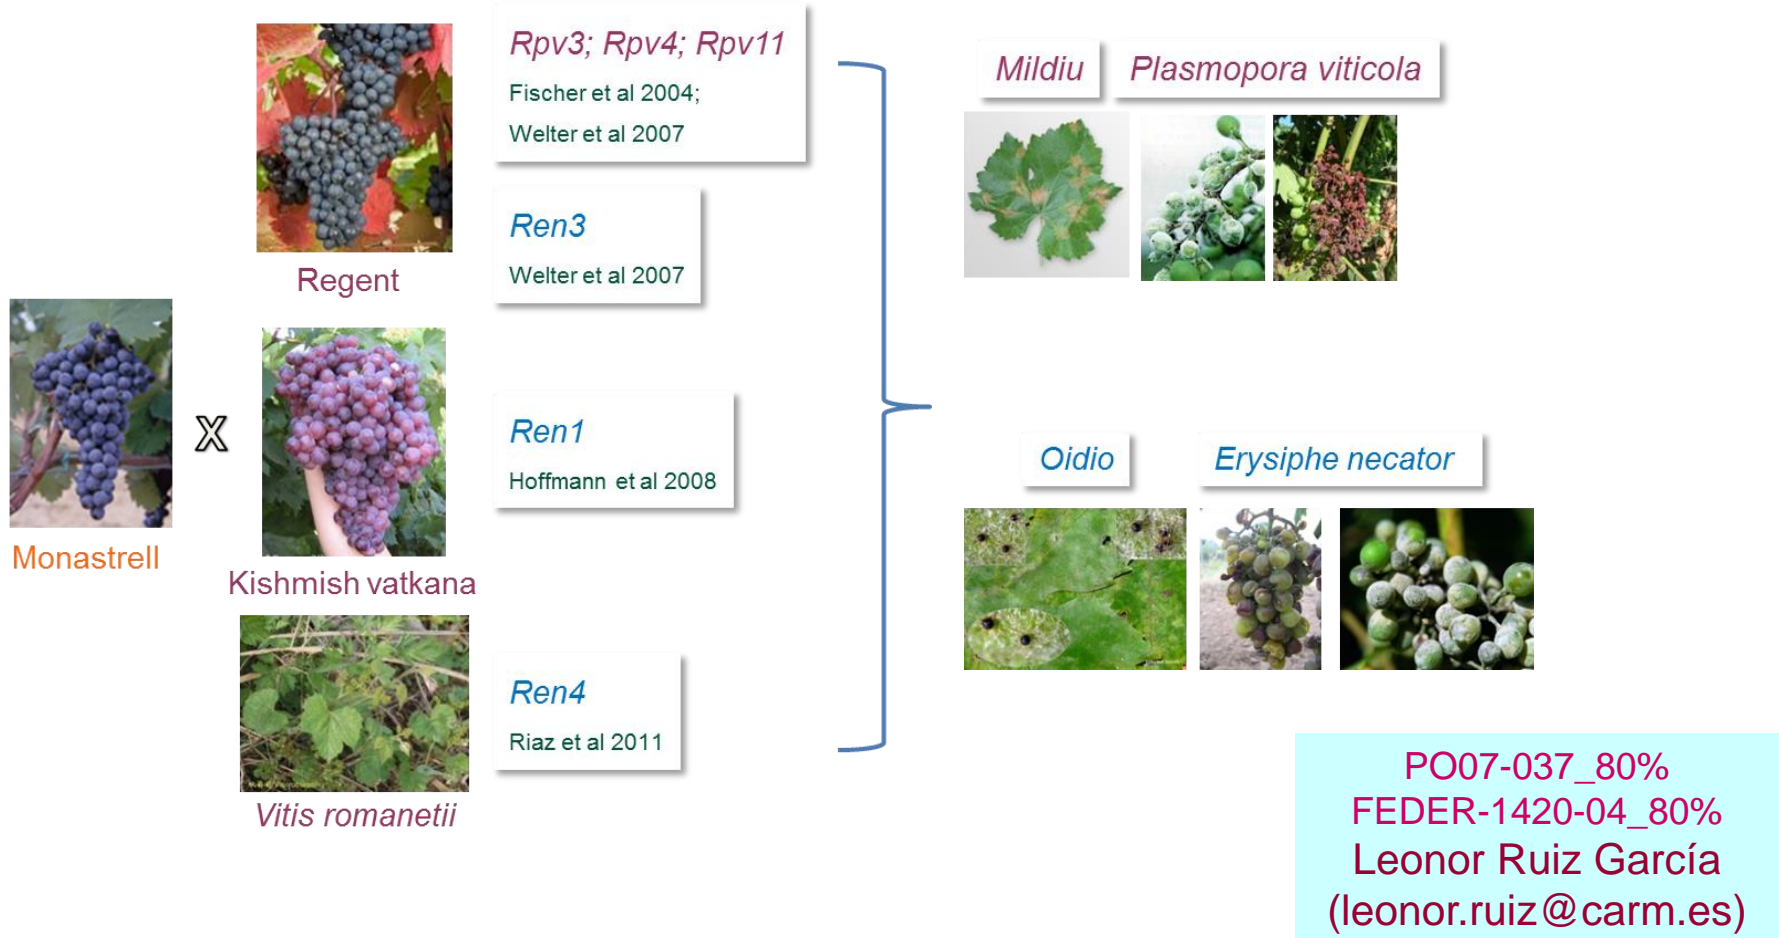 Rpv3; Rpv4; Rpv11
Fischer et al 2004;
Welter et al 2007
Regent
Ren3
Welter et al 2007
Monastrell
X
Kishmish vatkana
Ren1
Hoffmann et al 2008
Vitis romanetii
Ren4
Riaz et al 2011
Mildiu
Plasmopora viticola
Oidio
Erysiphe necator
PO07-037_80%
FEDER-1420-04_80%
Leonor Ruiz García
(leonor.ruiz@carm.es)